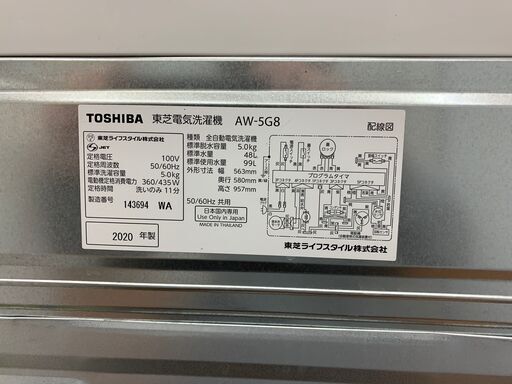 TOSHIBA 東芝電気洗濯機 AW-5G8
配線図
東芝ライフスタイル株式会社
JET
定格電圧 100V
定格周波数 50/60Hz
標準洗濯容量 5.0kg
電動機定格消費電力 360/435W
定格時間 洗いのみ 11分
製造番号 143694 WA
2020 年製
種類 全自動電気洗濯機
標準脱水容量 5.0kg
標準水量 48L
標準使用水量 99L
外形寸法 幅 563mm
奥行 580mm
高さ 957mm
50/60Hz 共用
日本国内専用
Use Only in Japan
MADE IN THAILAND
プログラムタイマ
東芝ライフスタイル株式会社